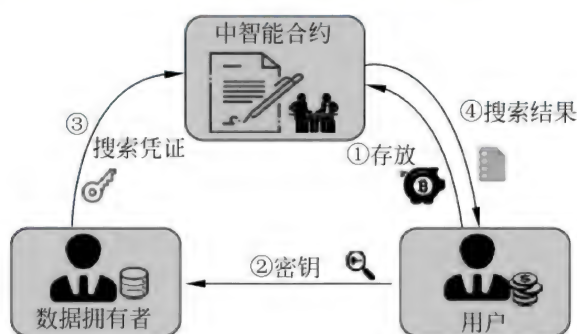 中智能合约
③
搜索凭证
④搜索结果
①存放
②密钥
数据拥有者
用户